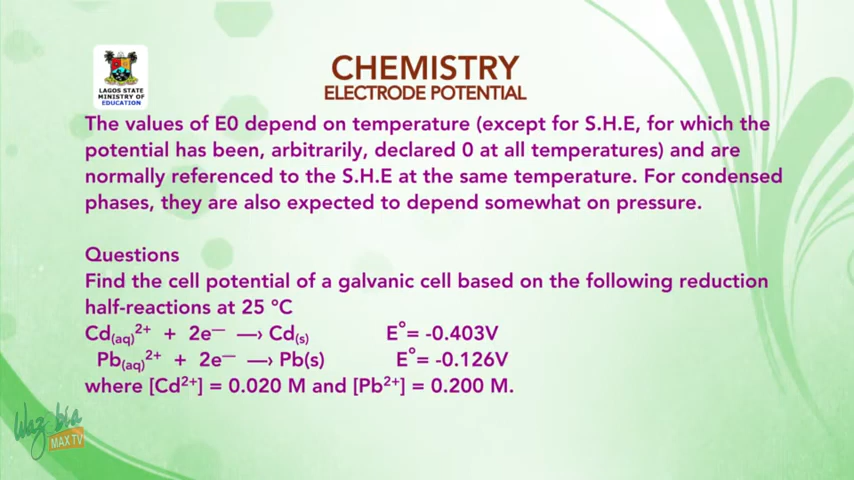 LAGOS STATE
MINISTRY OF
EDUCATION
CHEMISTRY
ELECTRODE POTENTIAL
The values of E0 depend on temperature (except for S.H.E, for which the
potential has been, arbitrarily, declared 0 at all temperatures) and are
normally referenced to the S.H.E at the same temperature. For condensed
phases, they are also expected to depend somewhat on pressure.
Questions
Find the cell potential of a galvanic cell based on the following reduction
half-reactions at 25 °C
Cd(aq)²⁺ + 2e⁻ —› Cd(s) E°= -0.403V
Pb(aq)²⁺ + 2e⁻ —› Pb(s) E°= -0.126V
where [Cd²⁺] = 0.020 M and [Pb²⁺] = 0.200 M.
Wazobia
MAX TV